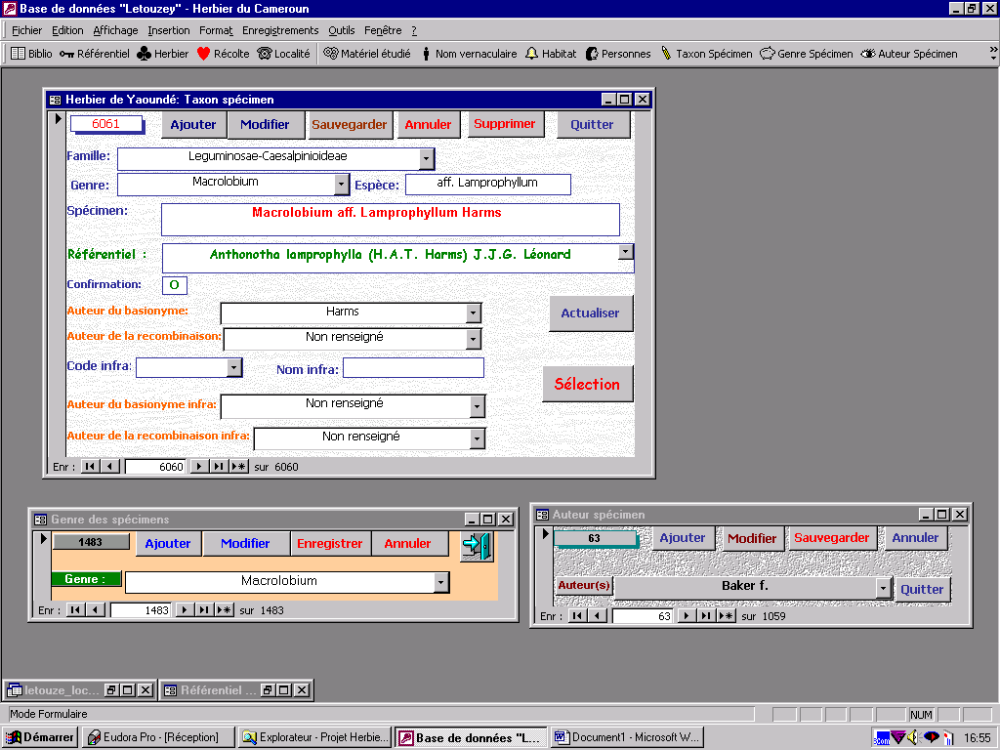 Base de données "Letouzey" - Herbier du Cameroun
Fichier Edition Affichage Insertion Format Enregistrements Outils Fenêtre ?
Biblio Référentiel Herbier Récolte Localité Matériel étudié Nom vernaculaire Habitat Personnes Taxon Spécimen Genre Spécimen Auteur Spécimen »
Herbier de Yaoundé: Taxon spécimen
6061 Ajouter Modifier Sauvegarder Annuler Supprimer Quitter
Famille: Leguminosae-Caesalpinioideae
Genre: Macrolobium Espèce: aff. Lamprophyllum
Spécimen: Macrolobium aff. Lamprophyllum Harms
Référentiel : Anthonotha lamprophylla (H.A.T. Harms) J.J.G. Léonard
Confirmation: O
Auteur du basionyme: Harms Actualiser
Auteur de la recombinaison: Non renseigné
Code infra: Nom infra:
Sélection
Auteur du basionyme infra: Non renseigné
Auteur de la recombinaison infra: Non renseigné
Enr : 6060 sur 6060
Genre des spécimens
1483 Ajouter Modifier Enregistrer Annuler
Genre : Macrolobium
Enr : 1483 sur 1483
Auteur spécimen
63 Ajouter Modifier Sauvegarder Annuler
Auteur(s) Baker f. Quitter
Enr : 63 sur 1059
letouze_loc... Référentiel ...
Mode Formulaire NUM
Démarrer Eudora Pro - [Réception] Explorateur - Projet Herbie... Base de données "L... Document1 - Microsoft W... 16:55